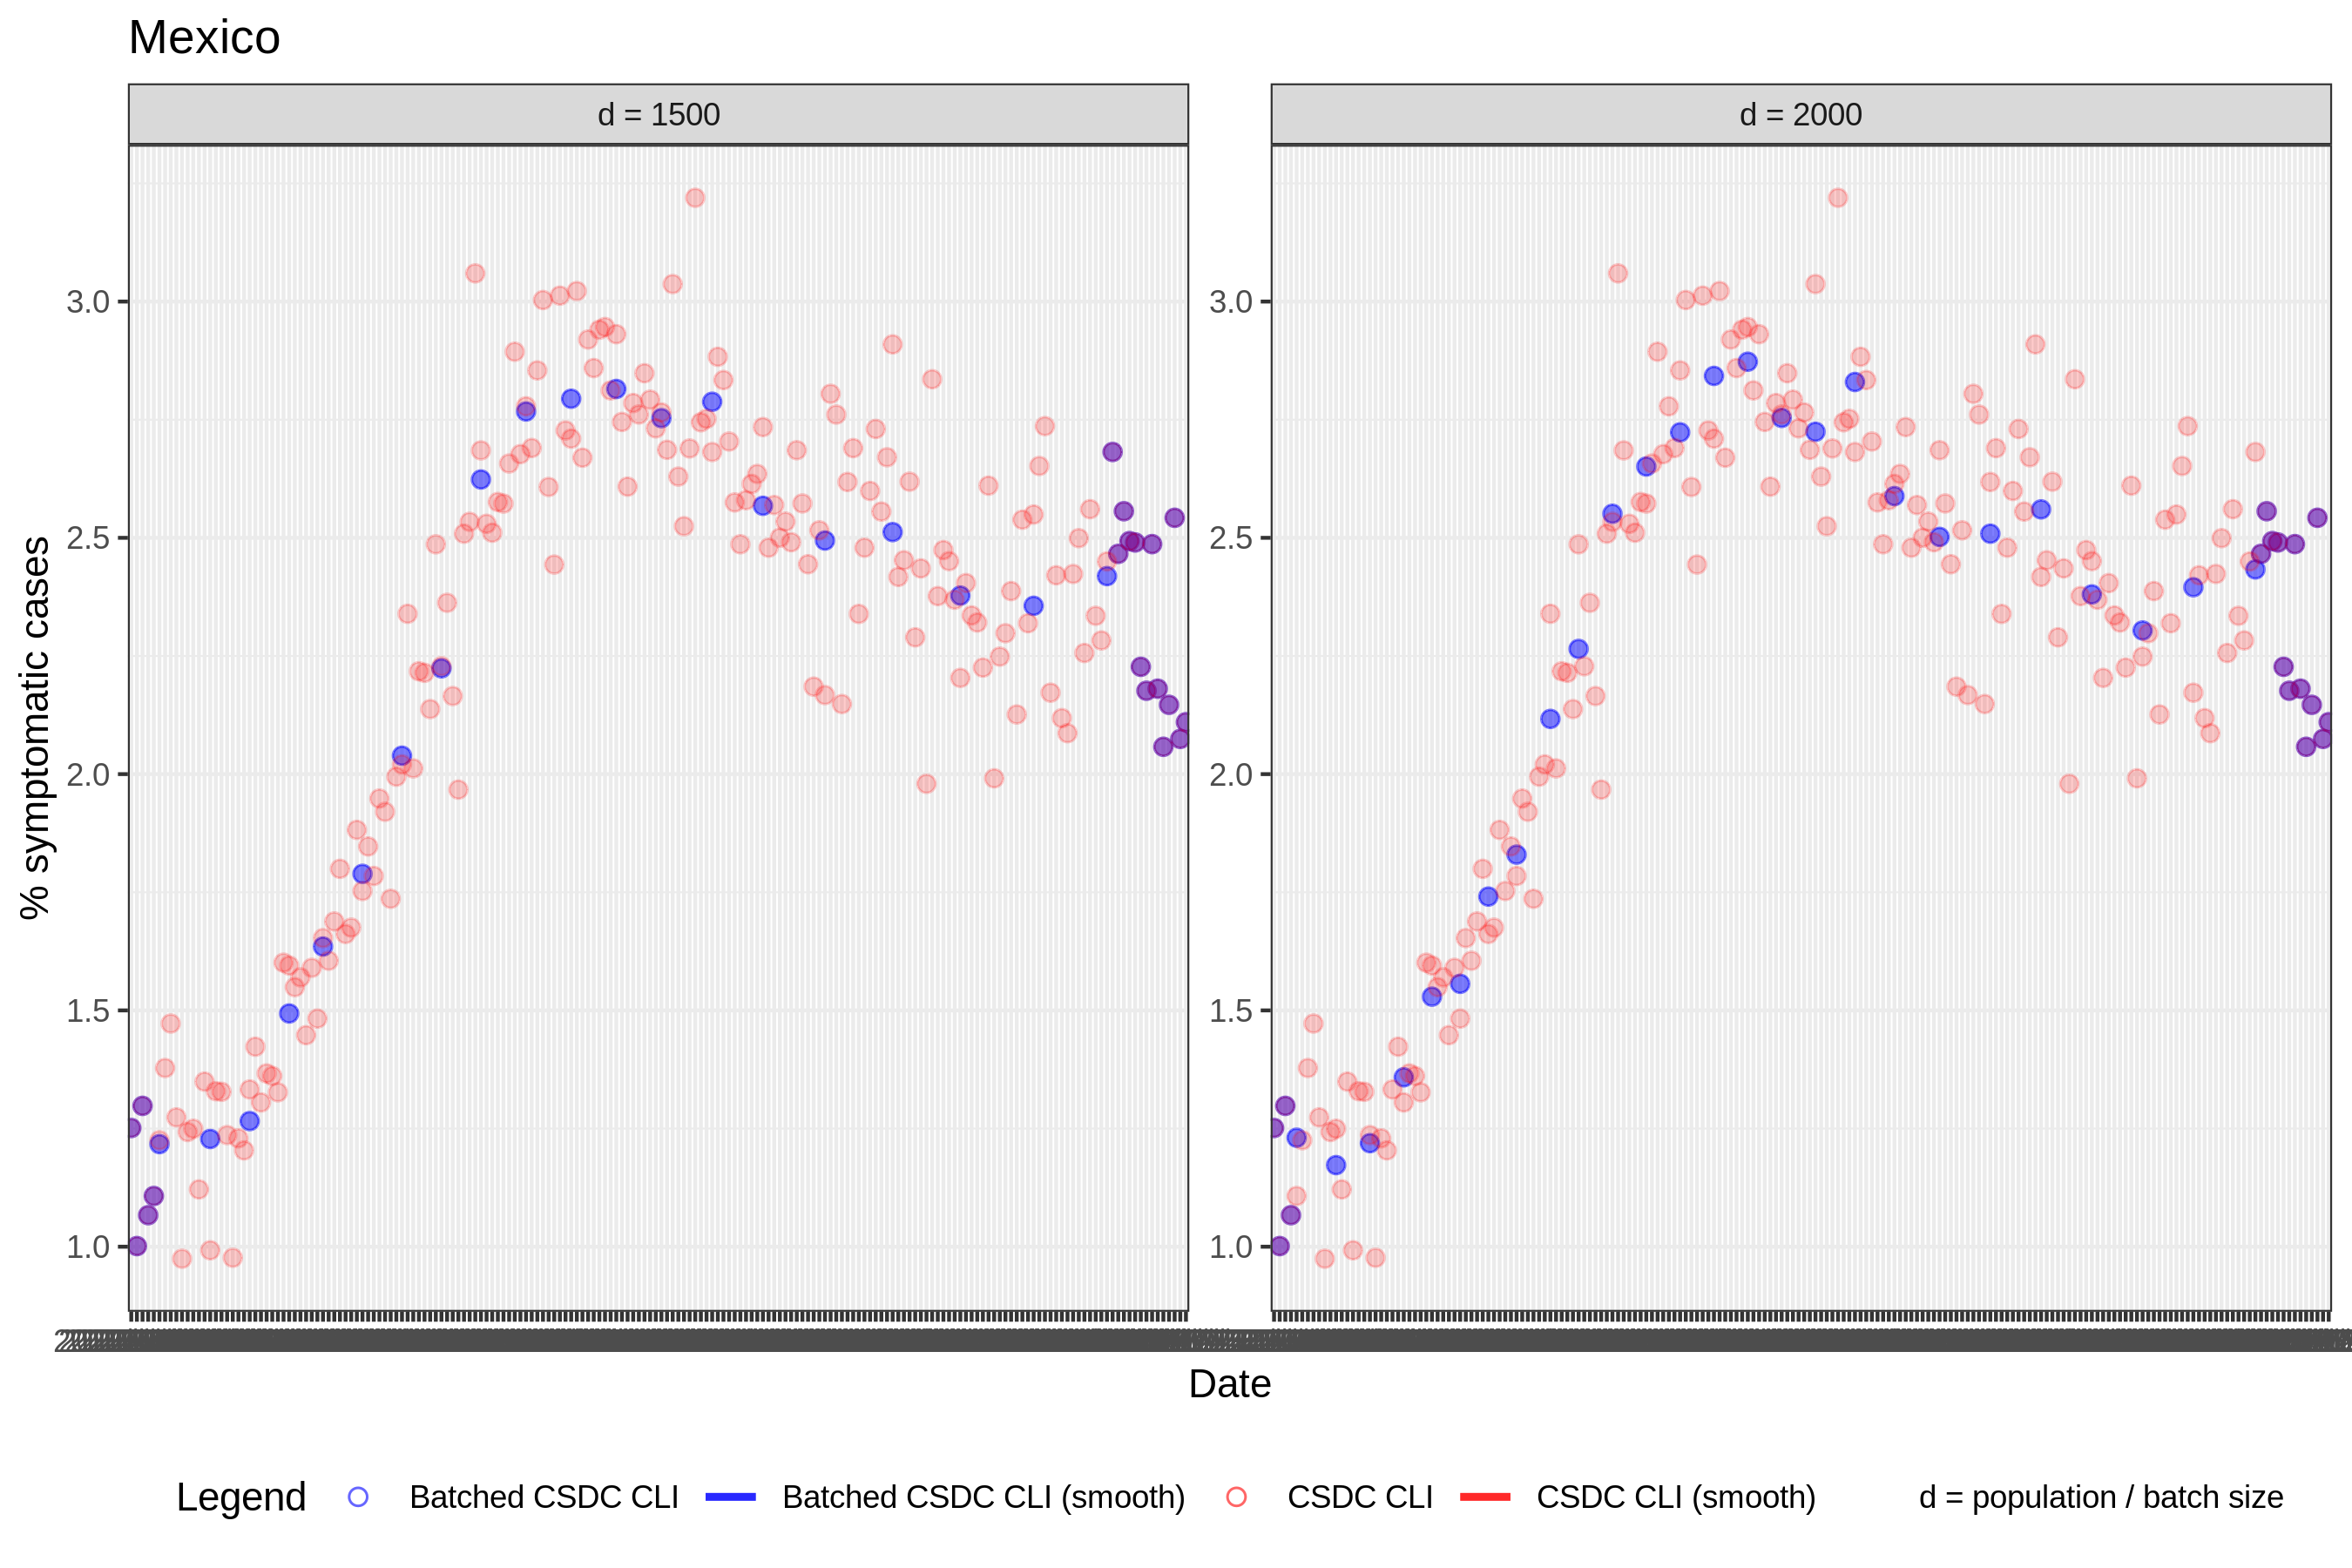 Mexico
d = 1500
d = 2000
% symptomatic cases
3.0
2.5
2.0
1.5
1.0
3.0
2.5
2.0
1.5
1.0
Date
Legend
Batched CSDC CLI
Batched CSDC CLI (smooth)
CSDC CLI
CSDC CLI (smooth)
d = population / batch size